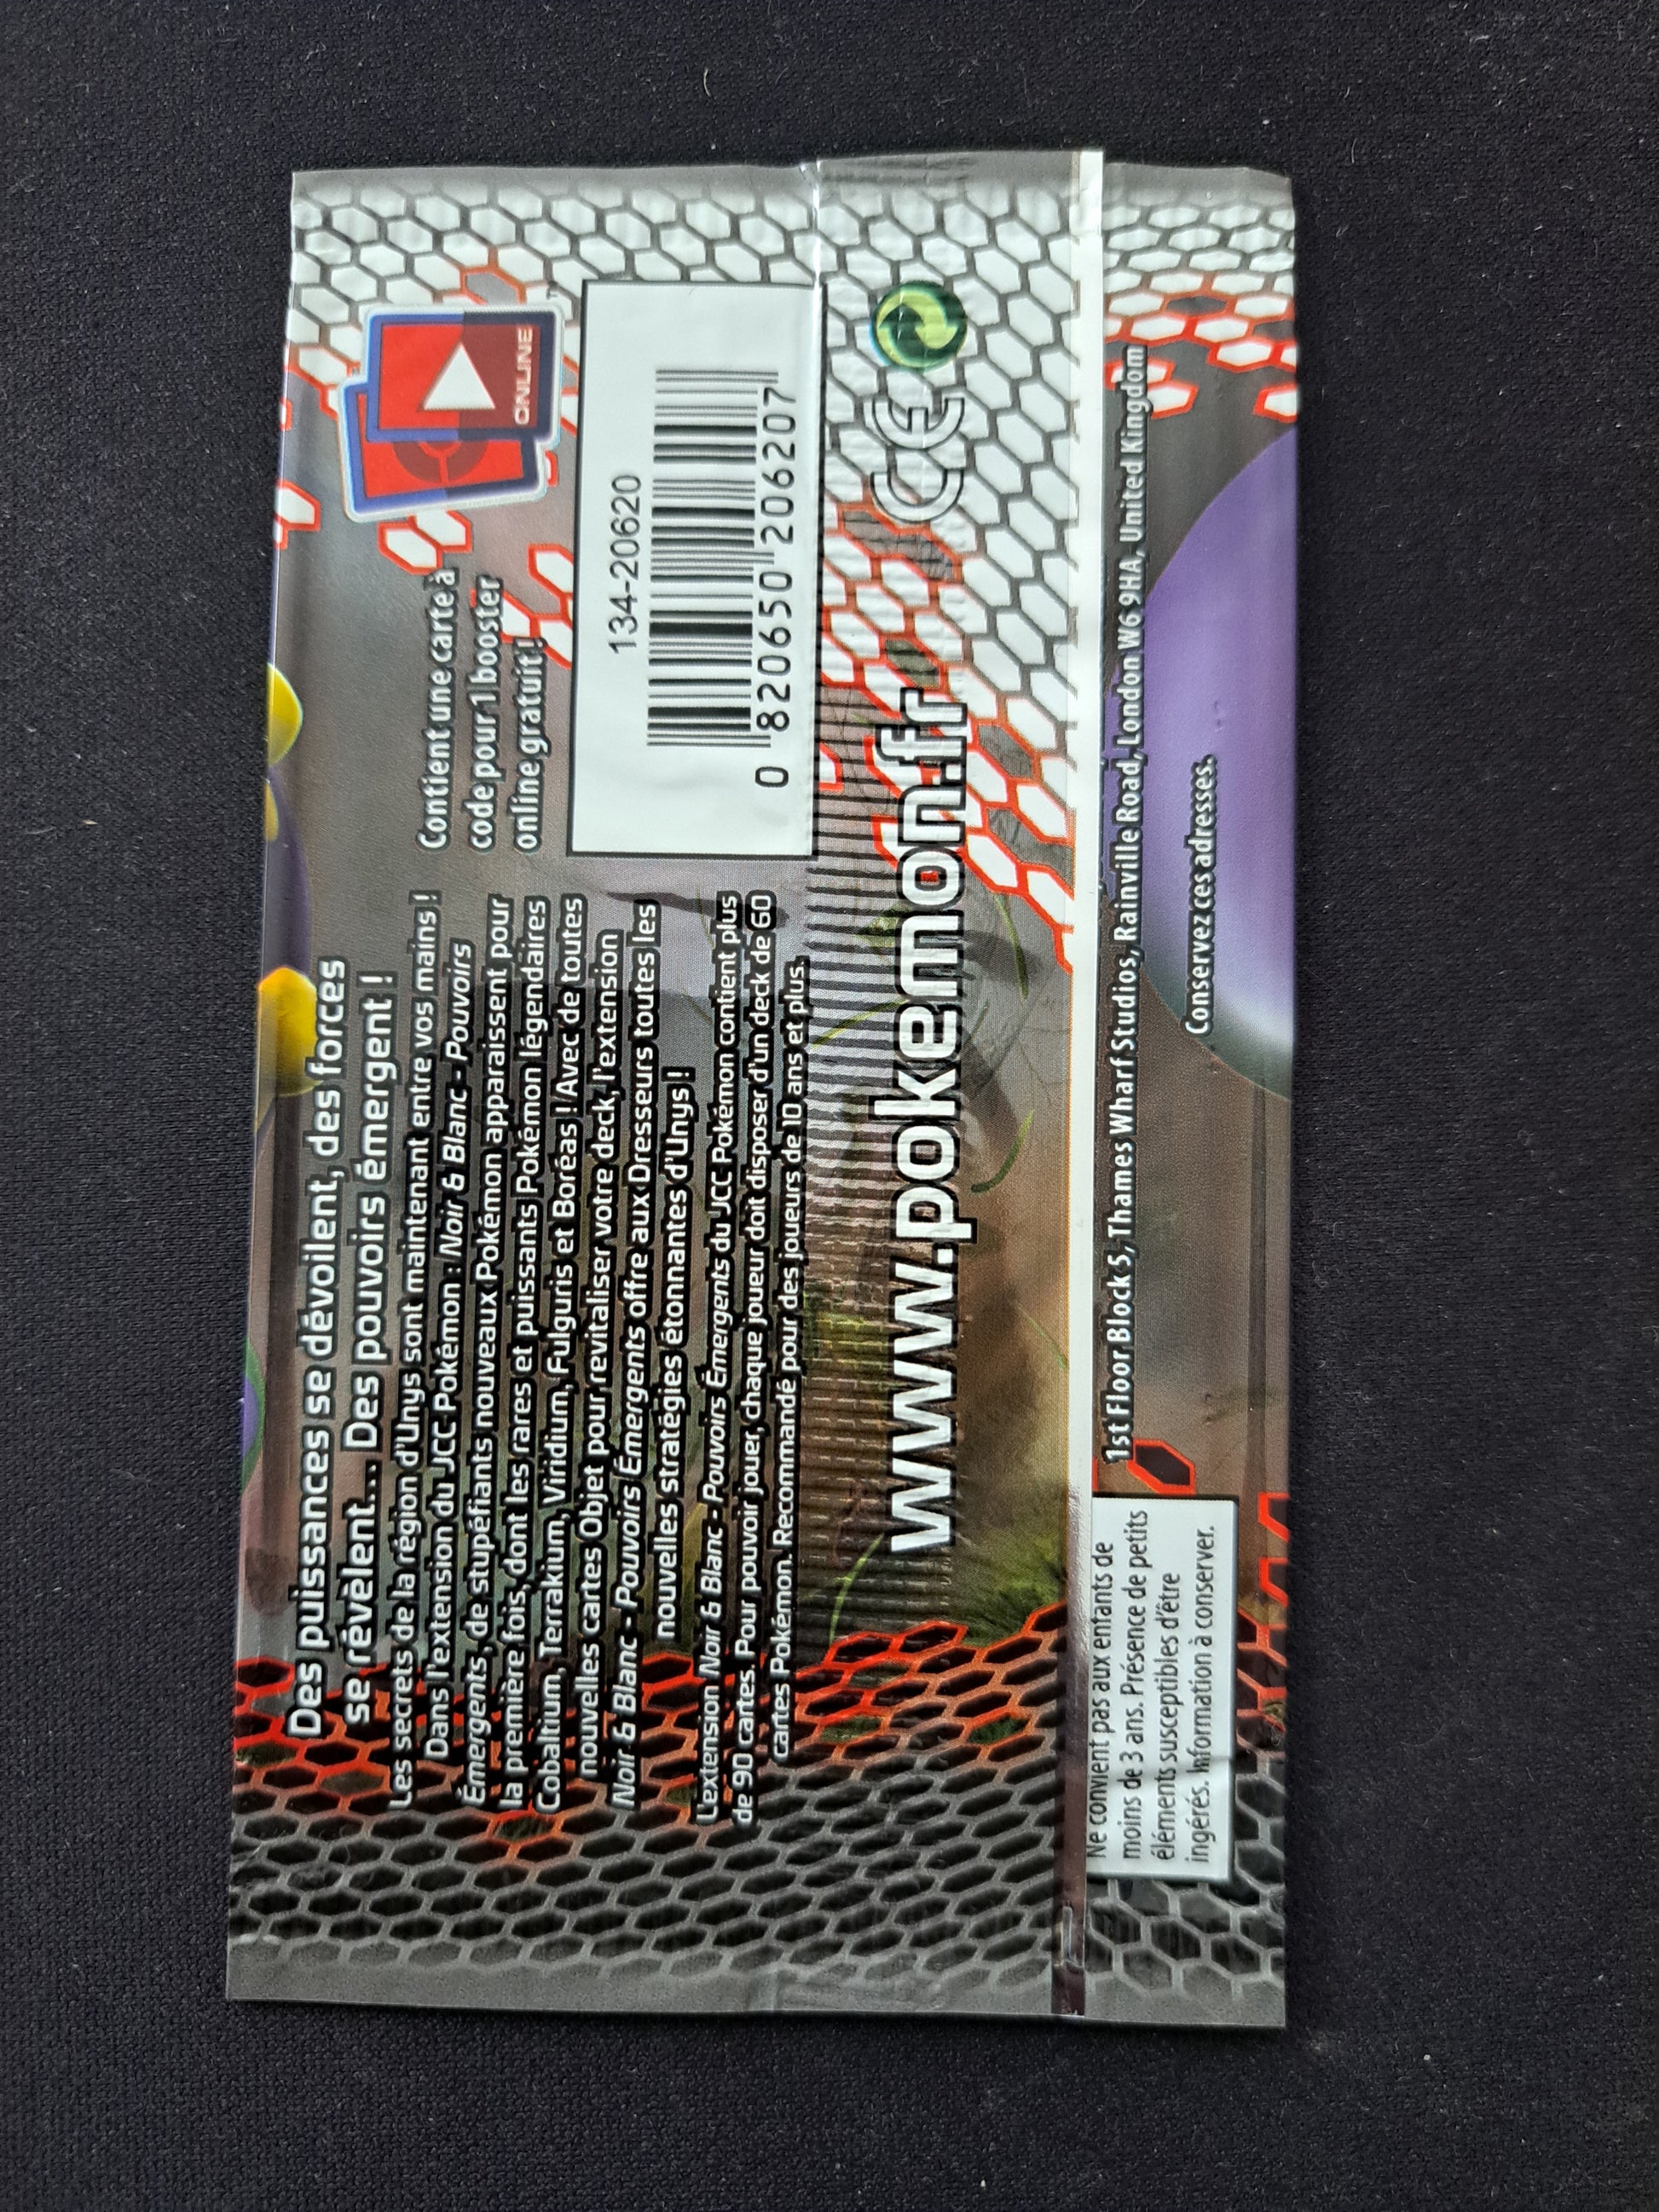 Des puissances se dévoilent, des forces
se révèlent... Des pouvoirs émergent !
Les secrets de la région d'Unys sont maintenant entre vos mains !
Dans l'extension du JCC Pokémon : Noir & Blanc - Pouvoirs
Émergents, de stupéfiants nouveaux Pokémon apparaissent pour
la première fois, dont les rares et puissants Pokémon légendaires
Cobaltium, Terrakium, Viridium, Fulguris et Boréas ! Avec de toutes
nouvelles cartes Objet pour revitaliser votre deck, l'extension
Noir & Blanc - Pouvoirs Émergents offre aux Dresseurs toutes les
nouvelles stratégies étonnantes d'Unys !
L'extension Noir & Blanc - Pouvoirs Émergents du JCC Pokémon contient plus
de 90 cartes. Pour pouvoir jouer, chaque joueur doit disposer d'un deck de 60
cartes Pokémon. Recommandé pour des joueurs de 10 ans et plus.
ONLINE
™
Contient une carte à
code pour 1 booster
online gratuit !
134-20620
0 820650 206207
www.pokemon.fr
CE
Ne convient pas aux enfants de
moins de 3 ans. Présence de petits
éléments susceptibles d'être
ingérés. Information à conserver.
1st Floor Block 5, Thames Wharf Studios, Rainville Road, London W6 9HA, United Kingdom
Conservez ces adresses.